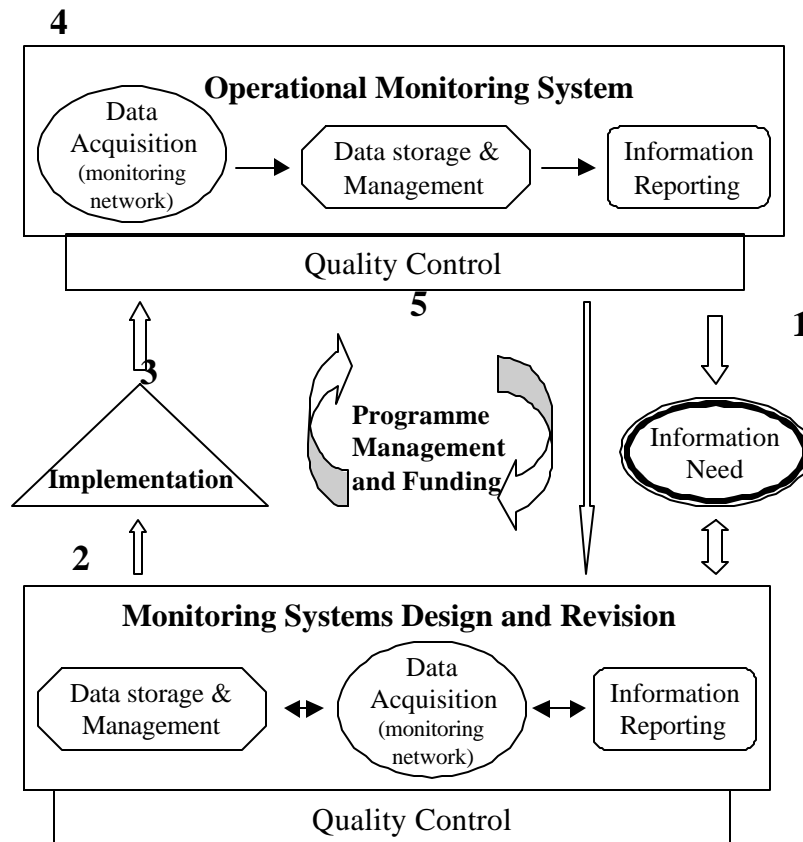 4
Operational Monitoring System
Data
Acquisition
(monitoring
network)
Data storage &
Management
Information
Reporting
Quality Control
5
1
3
Programme
Management
and Funding
Implementation
Information
Need
2
Monitoring Systems Design and Revision
Data storage &
Management
Data
Acquisition
(monitoring
network)
Information
Reporting
Quality Control